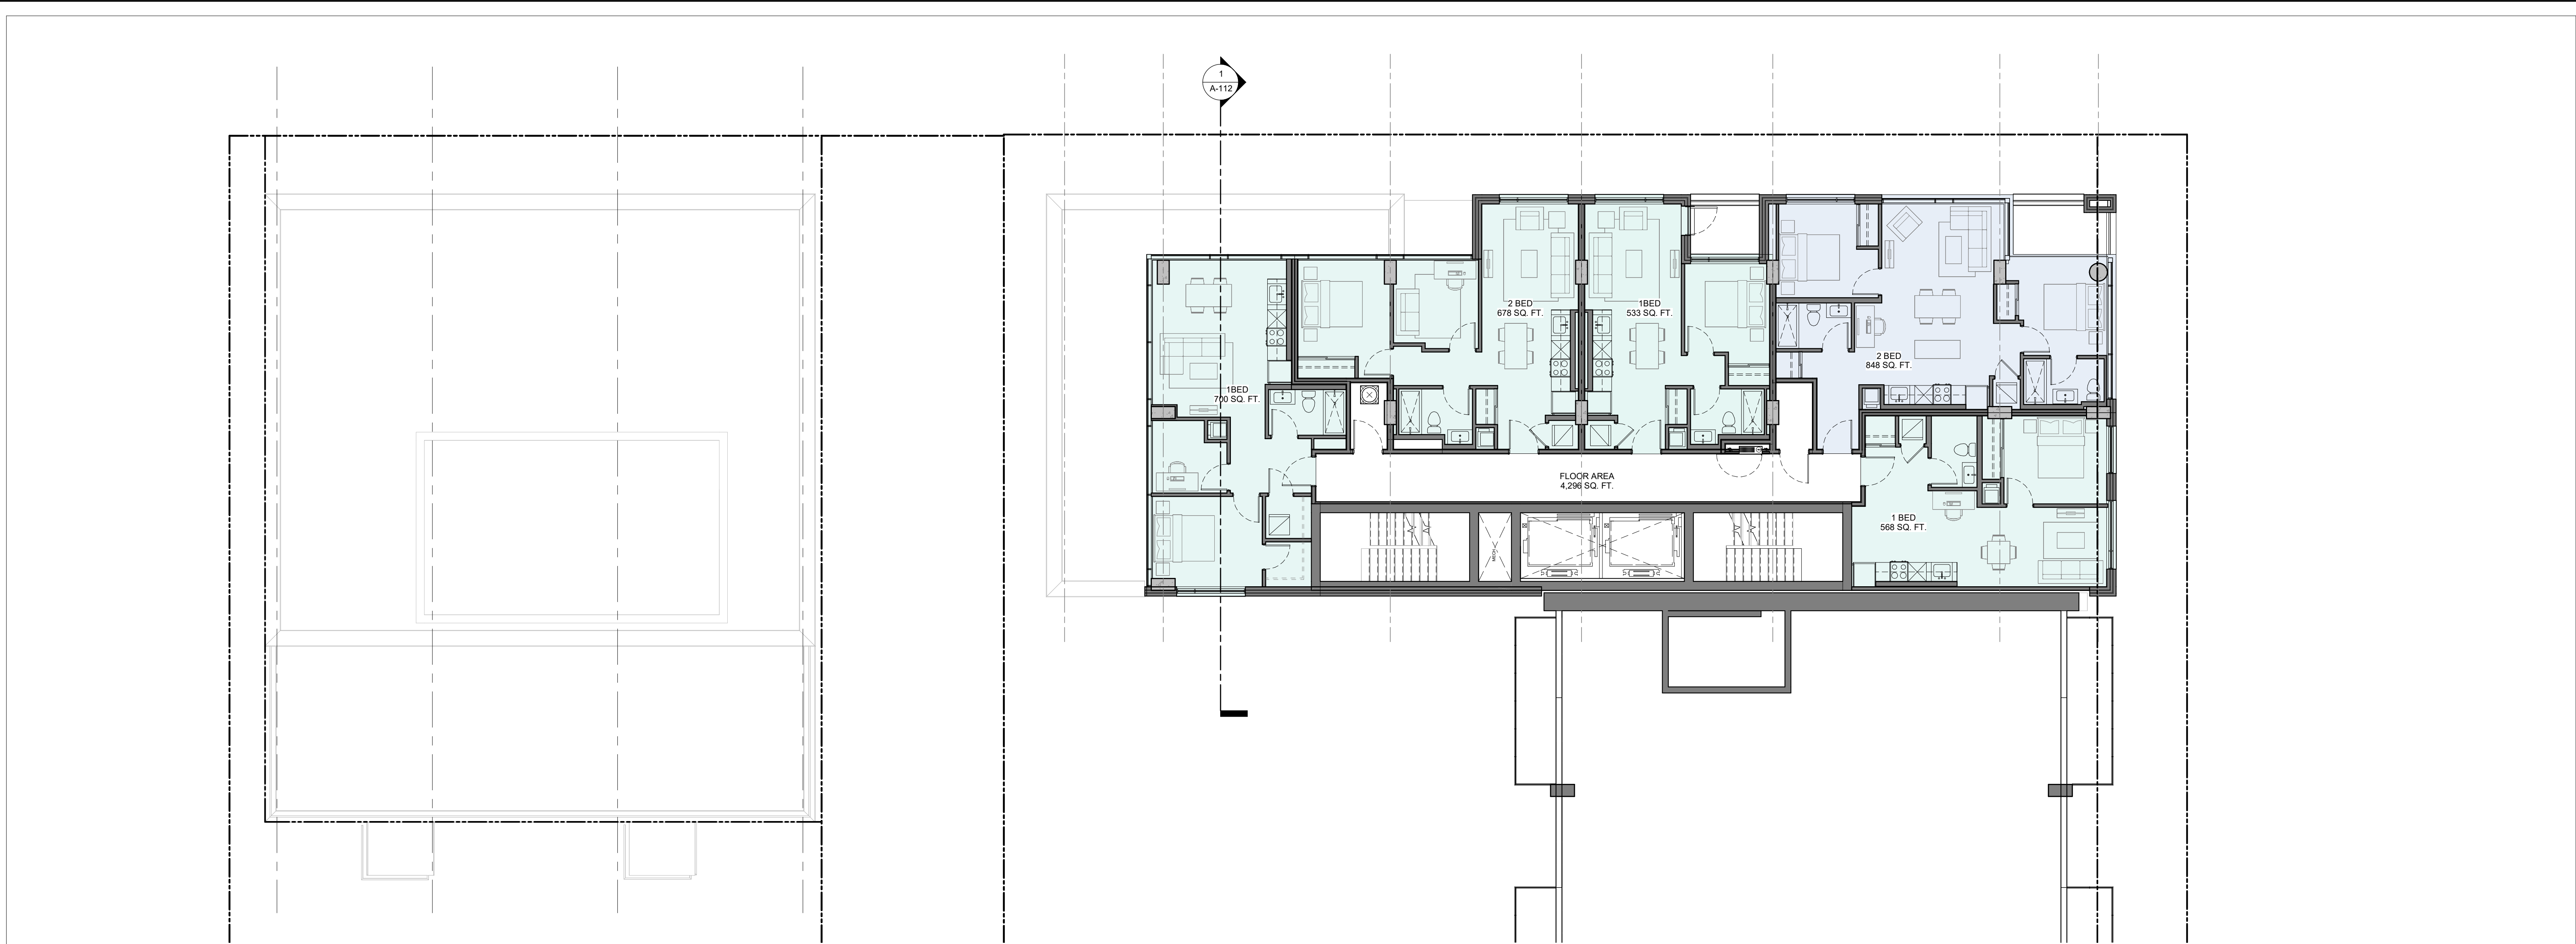 1
A-112
2 BED
678 SQ. FT.
1BED
533 SQ. FT.
2 BED
848 SQ. FT.
1BED
700 SQ. FT.
FLOOR AREA
4,296 SQ. FT.
1 BED
568 SQ. FT.
MECH